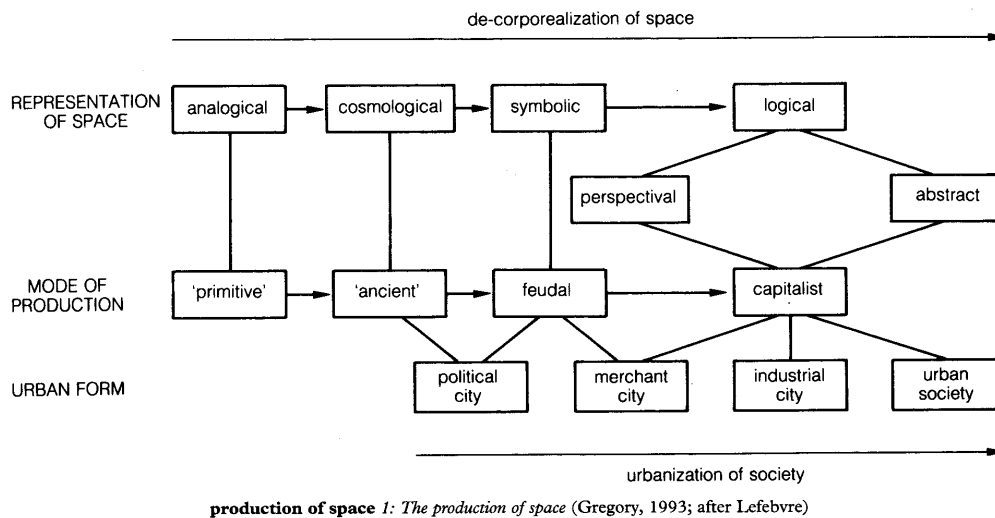 de-corporealization of space
REPRESENTATION
OF SPACE
analogical
cosmological
symbolic
logical
perspectival
abstract
MODE OF
PRODUCTION
'primitive'
'ancient'
feudal
capitalist
URBAN FORM
political
city
merchant
city
industrial
city
urban
society
urbanization of society
production of space 1: The production of space (Gregory, 1993; after Lefebvre)